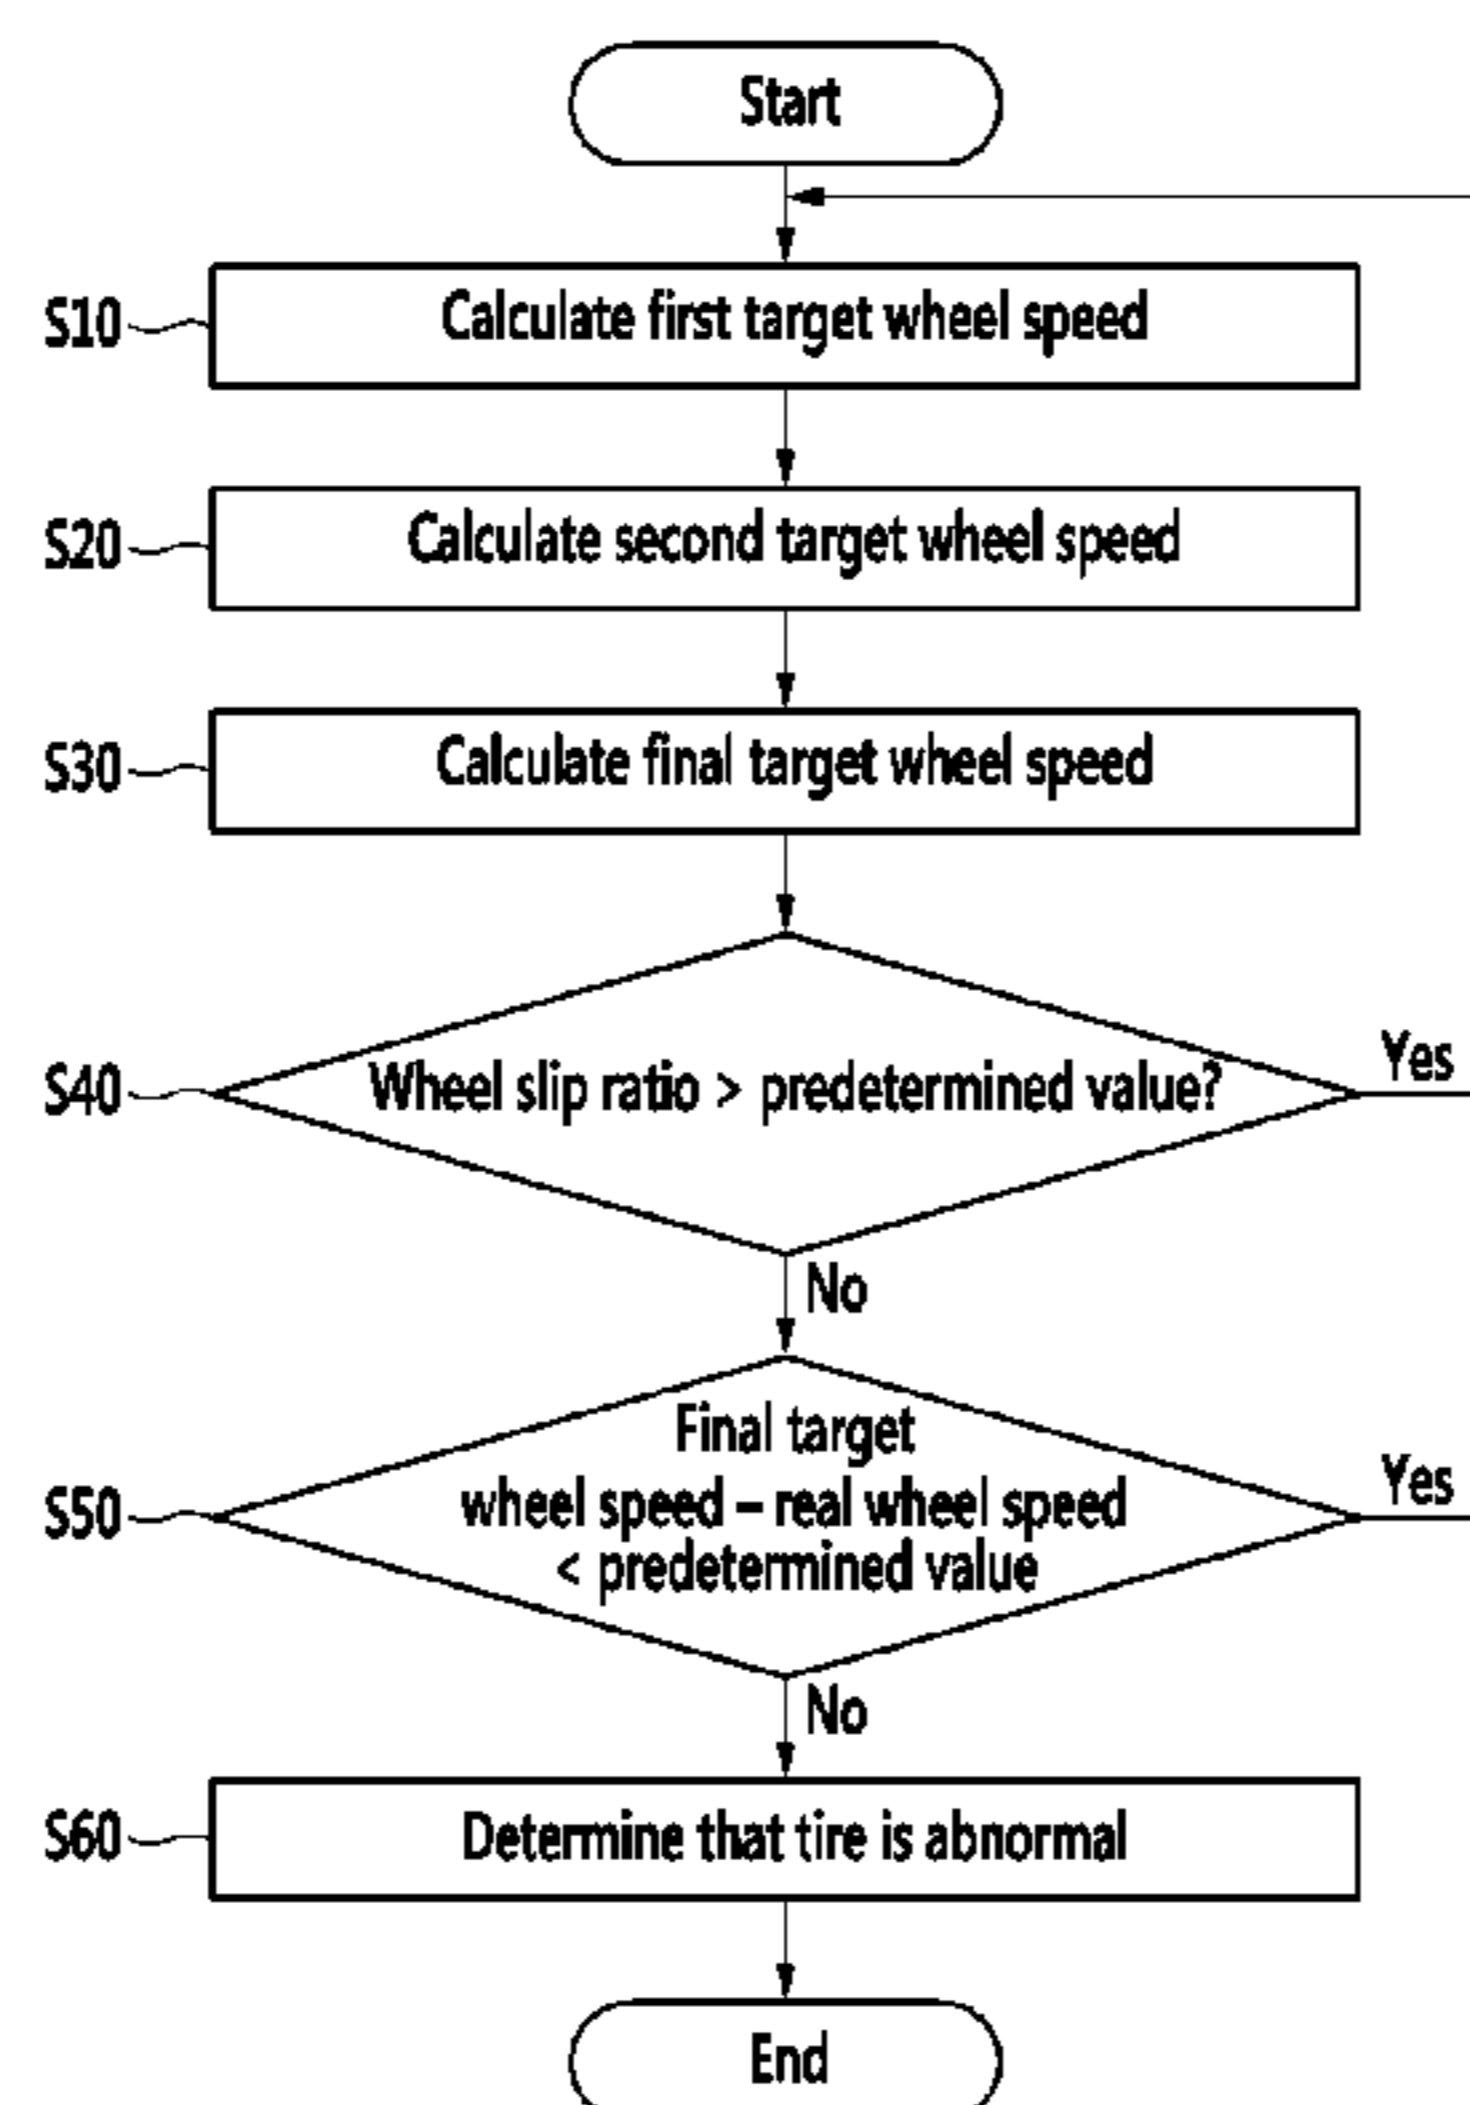 Start
S10
Calculate first target wheel speed
S20
Calculate second target wheel speed
S30
Calculate final target wheel speed
S40
Wheel slip ratio > predetermined value?
Yes
No
S50
Final target
wheel speed – real wheel speed
< predetermined value
Yes
No
S60
Determine that tire is abnormal
End